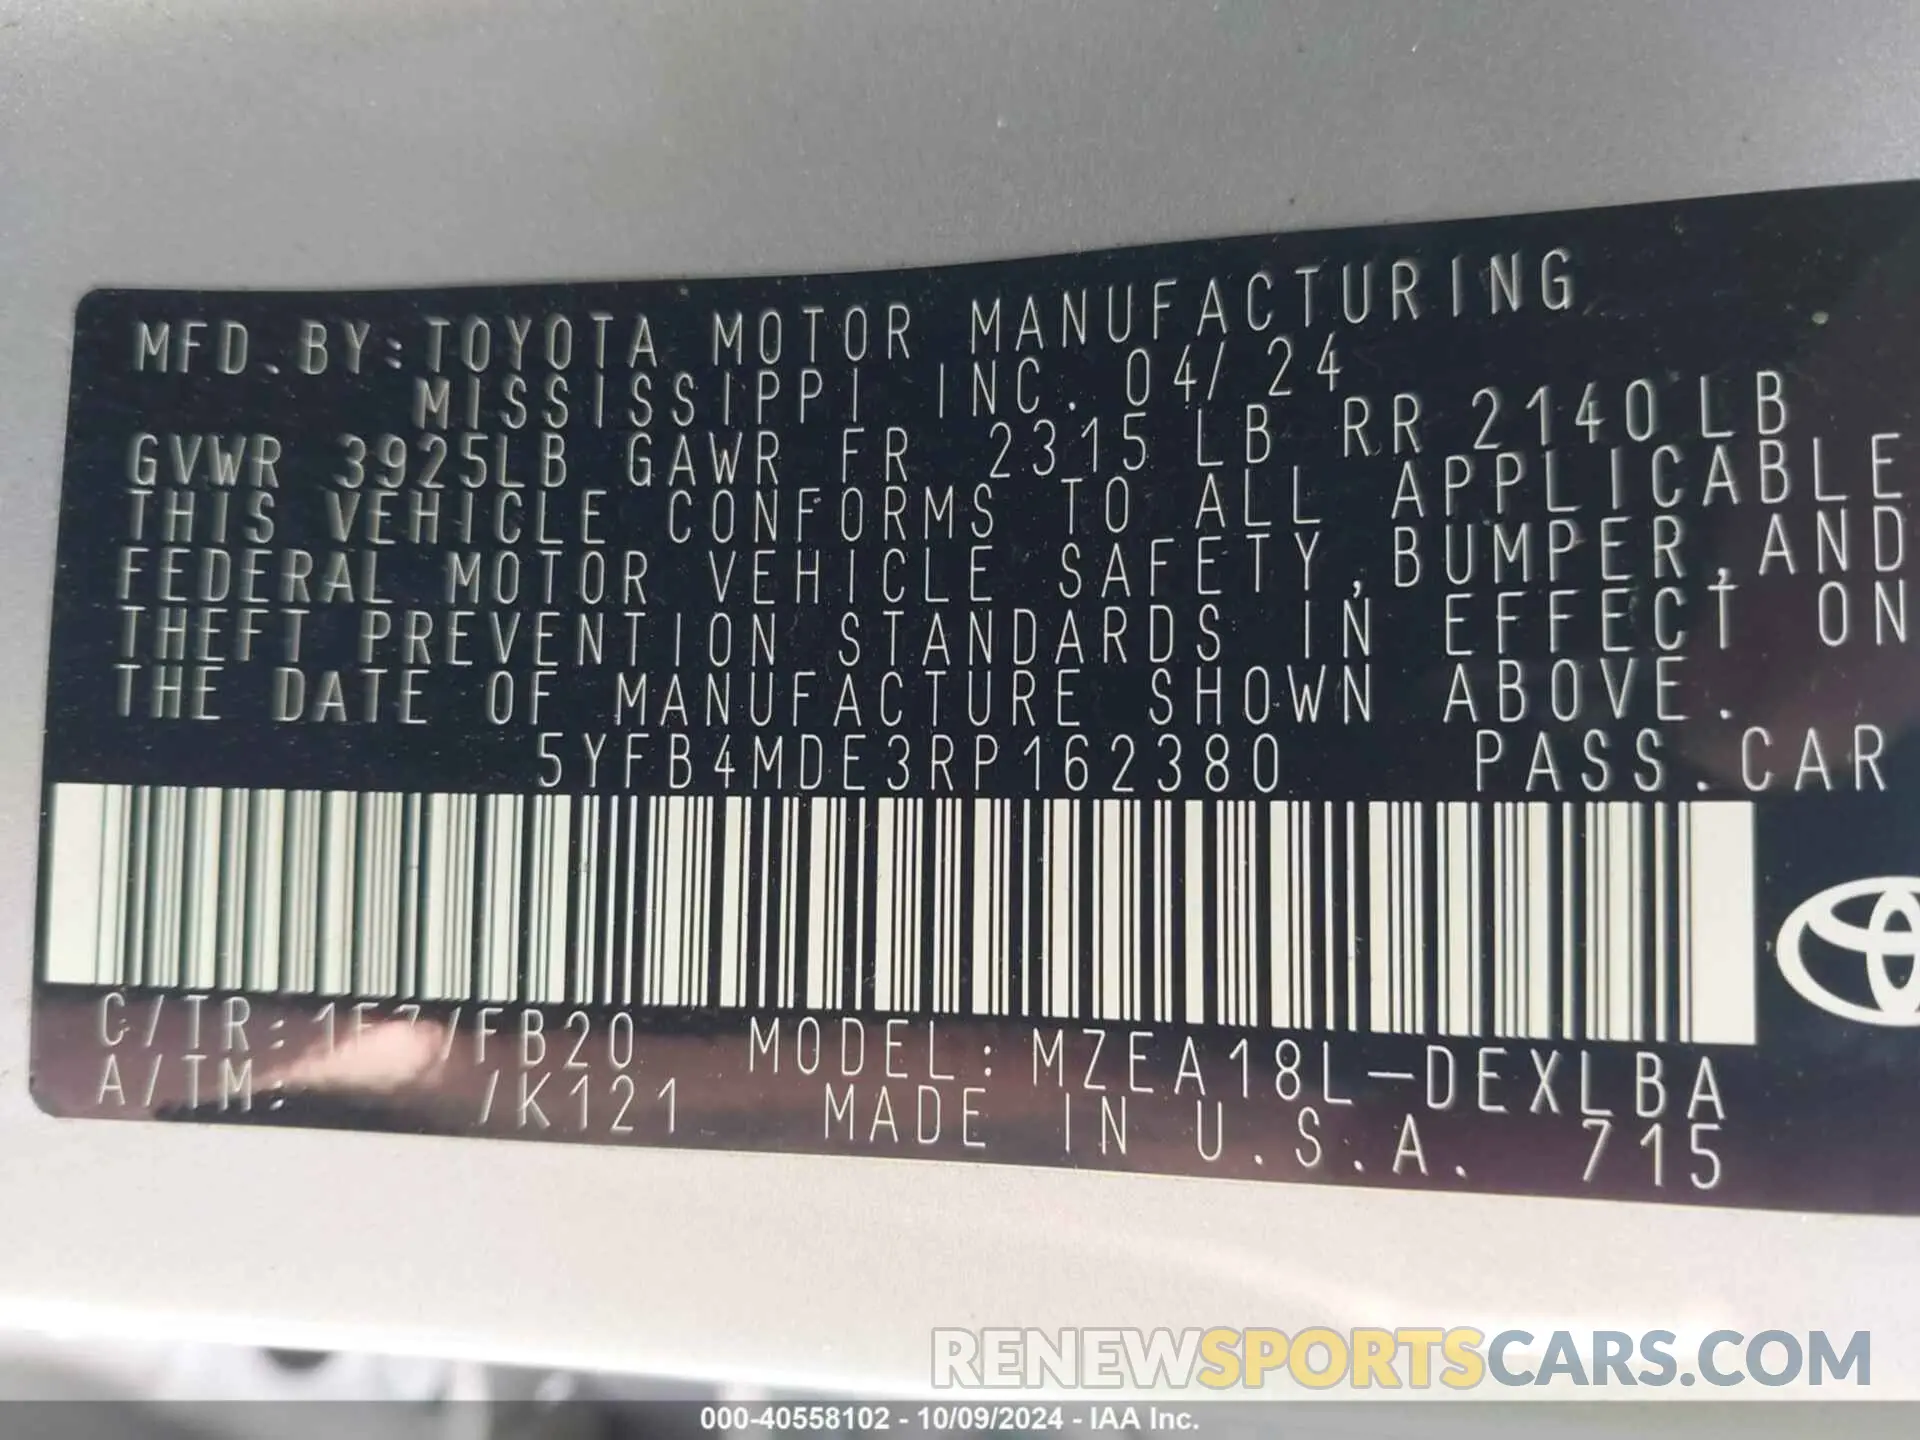 MFD.BY:TOYOTA MOTOR MANUFACTURING
MISSISSIPPI INC. 04/24
GVWR 3925LB GAWR FR 2315 LB RR 2140LB
THIS VEHICLE CONFORMS TO ALL APPLICABLE
FEDERAL MOTOR VEHICLE SAFETY,BUMPER,AND
THEFT PREVENTION STANDARDS IN EFFECT ON
THE DATE OF MANUFACTURE SHOWN ABOVE.
5YFB4MDE3RP162380 PASS.CAR
C/TR: /FB20 MODEL: MZEA18L-DEXLBA
A/TM: /K121 MADE IN U.S.A. 715
RENEWSPORTSCARS.COM
000-40558102 - 10/09/2024 - IAA Inc.